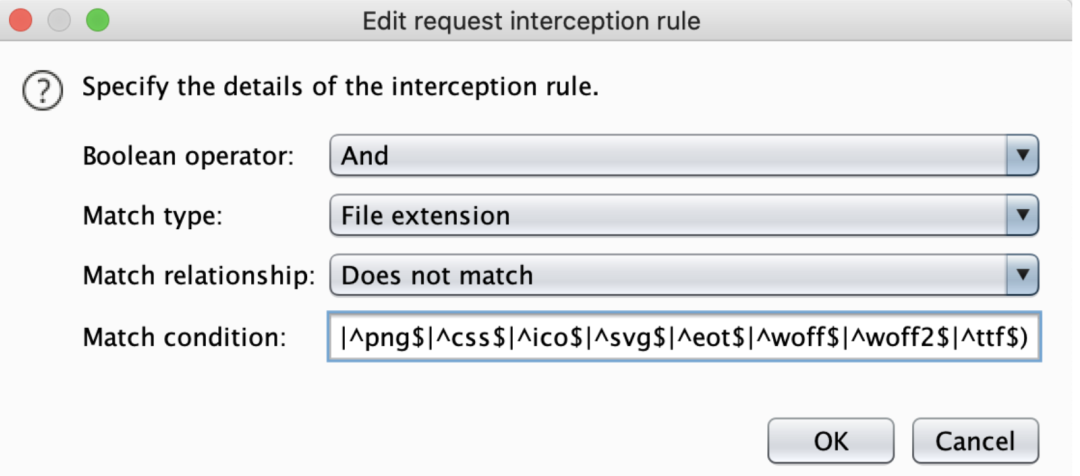 Edit request interception rule
? Specify the details of the interception rule.
Boolean operator: And
Match type: File extension
Match relationship: Does not match
Match condition: |^png$|^css$|^ico$|^svg$|^eot$|^woff$|^woff2$|^ttf$)
OK Cancel